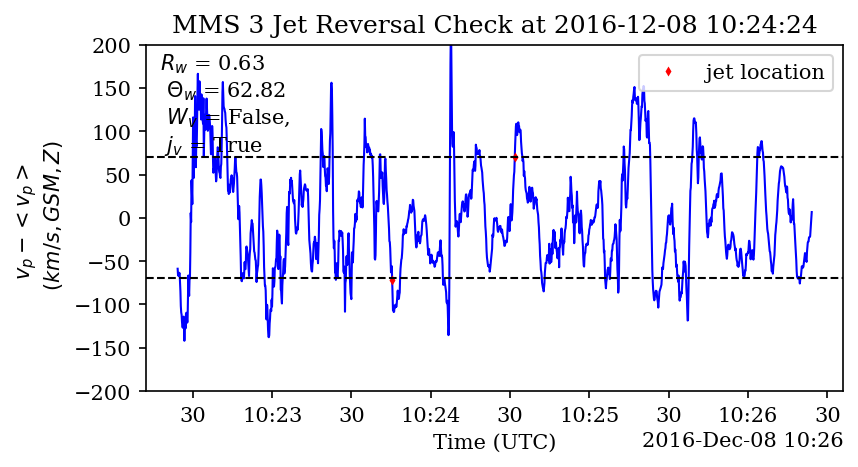 MMS 3 Jet Reversal Check at 2016-12-08 10:24:24
R_w = 0.63
Θ_w = 62.82
W_v = False,
j_v = True
jet location
v_p − <v_p>
(km/s, GSM, Z)
200
150
100
50
0
−50
−100
−150
−200
30 10:23 30 10:24 30 10:25 30 10:26 30
Time (UTC)
2016-Dec-08 10:26